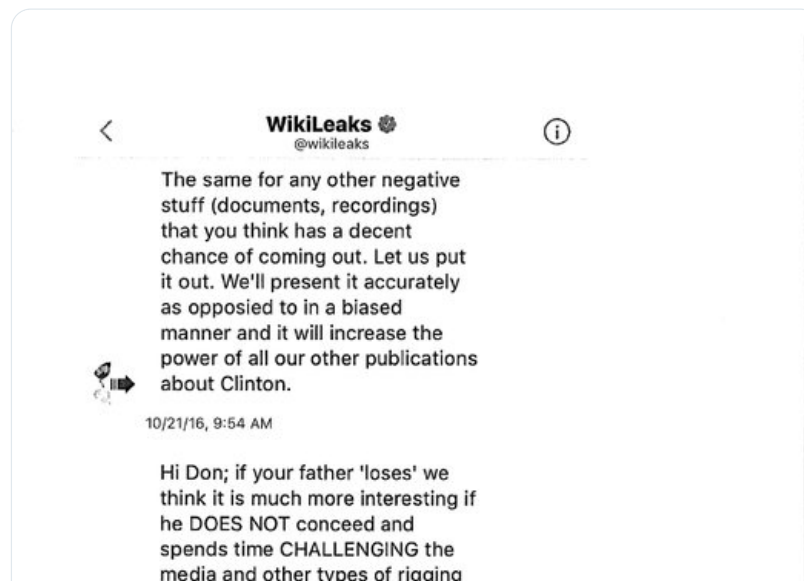 WikiLeaks
@wikileaks
The same for any other negative
stuff (documents, recordings)
that you think has a decent
chance of coming out. Let us put
it out. We'll present it accurately
as opposied to in a biased
manner and it will increase the
power of all our other publications
about Clinton.
10/21/16, 9:54 AM
Hi Don; if your father 'loses' we
think it is much more interesting if
he DOES NOT conceed and
spends time CHALLENGING the
media and other types of rigging